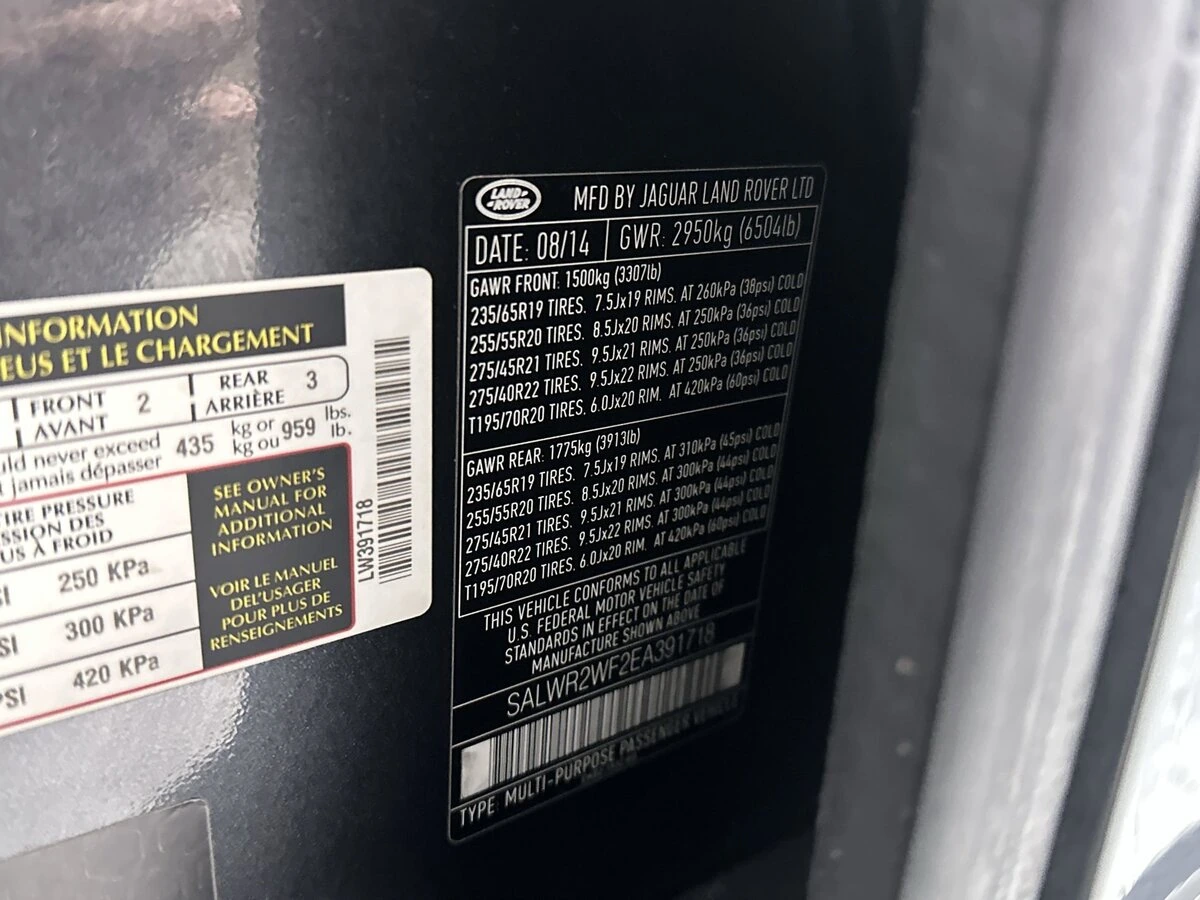 INFORMATION
EUS ET LE CHARGEMENT
FRONT 2 REAR 3
AVANT ARRIÈRE
uld never exceed 435 kg or 959 lbs.
t jamais dépasser kg ou lb.
TIRE PRESSURE
SSION DES
US À FROID
SI 250 KPa
SI 300 KPa
PSI 420 KPa
SEE OWNER'S
MANUAL FOR
ADDITIONAL
INFORMATION
VOIR LE MANUEL
DEL'USAGER
POUR PLUS DE
RENSEIGNEMENTS
LW391718
LAND-
-ROVER
MFD BY JAGUAR LAND ROVER LTD
DATE: 08/14 GWR: 2950kg (6504lb)
GAWR FRONT: 1500kg (3307lb)
235/65R19 TIRES. 7.5Jx19 RIMS. AT 260kPa (38psi) COLD
255/55R20 TIRES. 8.5Jx20 RIMS. AT 250kPa (36psi) COLD
275/45R21 TIRES. 9.5Jx21 RIMS. AT 250kPa (36psi) COLD
275/40R22 TIRES. 9.5Jx22 RIMS. AT 250kPa (36psi) COLD
T195/70R20 TIRES. 6.0Jx20 RIM. AT 420kPa (60psi) COLD
GAWR REAR: 1775kg (3913lb)
235/65R19 TIRES. 7.5Jx19 RIMS. AT 310kPa (45psi) COLD
255/55R20 TIRES. 8.5Jx20 RIMS. AT 300kPa (44psi) COLD
275/45R21 TIRES. 9.5Jx21 RIMS. AT 300kPa (44psi) COLD
275/40R22 TIRES. 9.5Jx22 RIMS. AT 300kPa (44psi) COLD
T195/70R20 TIRES. 6.0Jx20 RIM. AT 420kPa (60psi) COLD
THIS VEHICLE CONFORMS TO ALL APPLICABLE
U.S. FEDERAL MOTOR VEHICLE SAFETY
STANDARDS IN EFFECT ON THE DATE OF
MANUFACTURE SHOWN ABOVE
SALWR2WF2EA391718
TYPE: MULTI-PURPOSE PASSENGER VEHICLE